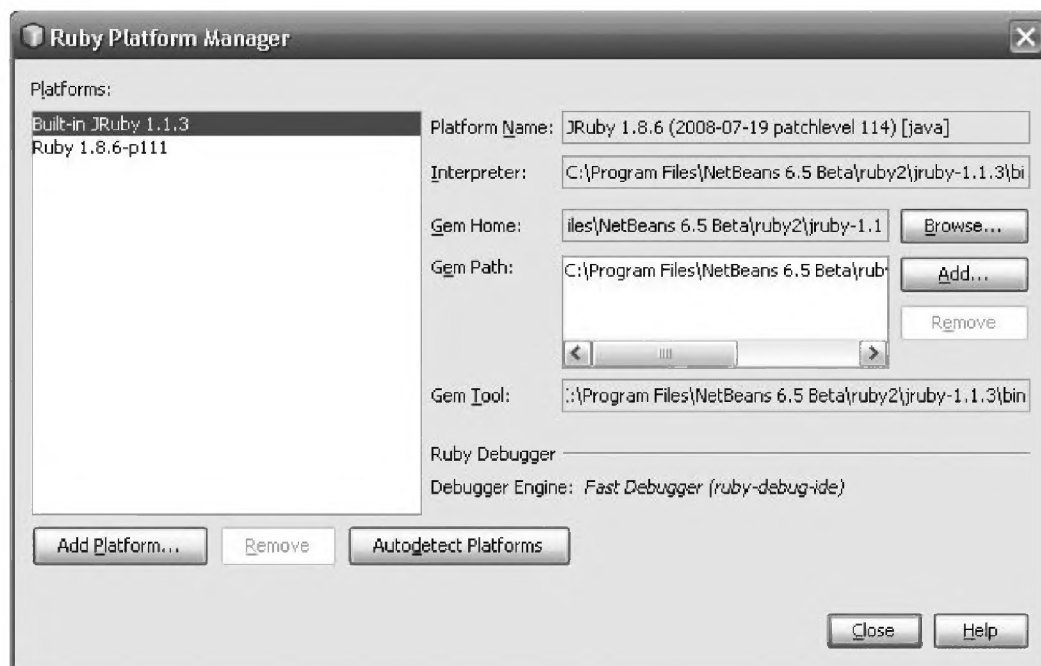 Ruby Platform Manager
Platforms:
Built-in JRuby 1.1.3
Ruby 1.8.6-p111
Platform Name: JRuby 1.8.6 (2008-07-19 patchlevel 114) [java]
Interpreter: C:\Program Files\NetBeans 6.5 Beta\ruby2\jruby-1.1.3\bi
Gem Home: iles\NetBeans 6.5 Beta\ruby2\jruby-1.1 Browse...
Gem Path: C:\Program Files\NetBeans 6.5 Beta\rub Add...
Remove
Gem Tool: :\Program Files\NetBeans 6.5 Beta\ruby2\jruby-1.1.3\bin
Ruby Debugger
Debugger Engine: Fast Debugger (ruby-debug-ide)
Add Platform... Remove Autodetect Platforms
Close Help